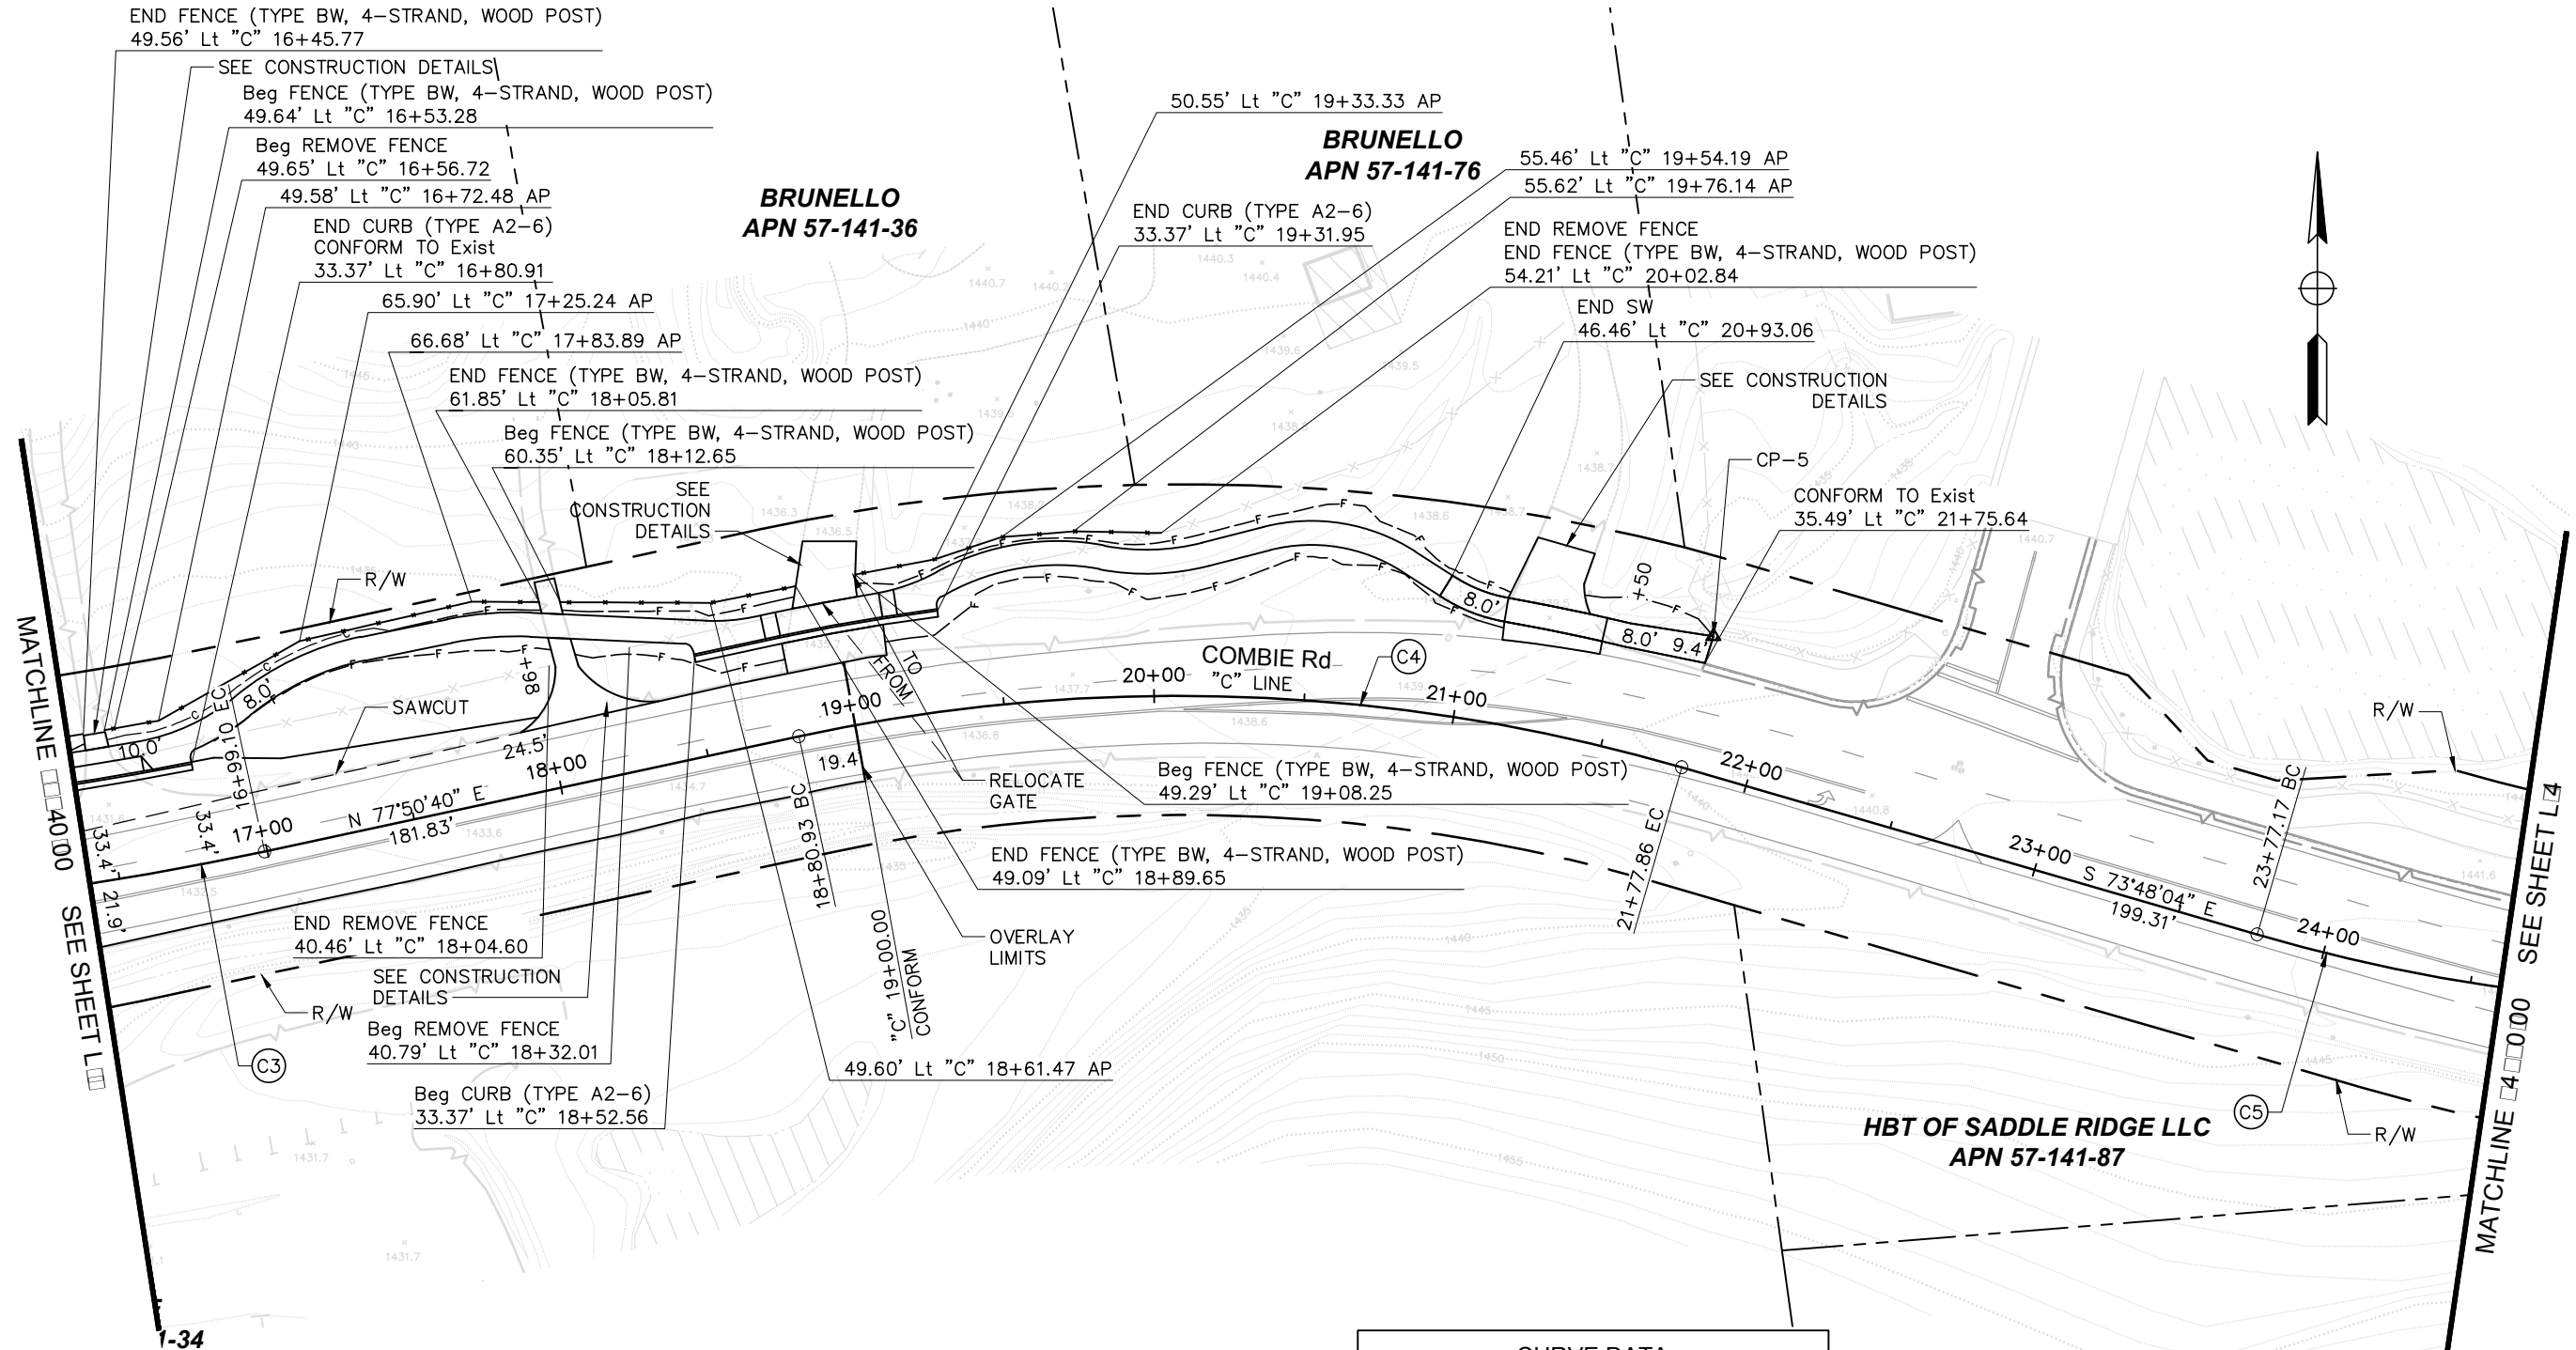 END FENCE (TYPE BW, 4-STRAND, WOOD POST)
49.56' Lt "C" 16+45.77
SEE CONSTRUCTION DETAILS
Beg FENCE (TYPE BW, 4-STRAND, WOOD POST)
49.64' Lt "C" 16+53.28
Beg REMOVE FENCE
49.65' Lt "C" 16+56.72
49.58' Lt "C" 16+72.48 AP
END CURB (TYPE A2-6)
CONFORM TO Exist
33.37' Lt "C" 16+80.91
65.90' Lt "C" 17+25.24 AP
66.68' Lt "C" 17+83.89 AP
END FENCE (TYPE BW, 4-STRAND, WOOD POST)
61.85' Lt "C" 18+05.81
Beg FENCE (TYPE BW, 4-STRAND, WOOD POST)
60.35' Lt "C" 18+12.65
SEE
CONSTRUCTION
DETAILS
BRUNELLO
APN 57-141-36
50.55' Lt "C" 19+33.33 AP
BRUNELLO
APN 57-141-76
END CURB (TYPE A2-6)
33.37' Lt "C" 19+31.95
55.46' Lt "C" 19+54.19 AP
55.62' Lt "C" 19+76.14 AP
END REMOVE FENCE
END FENCE (TYPE BW, 4-STRAND, WOOD POST)
54.21' Lt "C" 20+02.84
END SW
46.46' Lt "C" 20+93.06
SEE CONSTRUCTION
DETAILS
CP-5
CONFORM TO Exist
35.49' Lt "C" 21+75.64
+50
8.0'
8.0'
9.4'
R/W
SAWCUT
8.0'
10.0'
16+99.10 EC
+98
24.5'
33.4'
33.4'
21.9'
17+00
18+00
19+00
20+00
21+00
22+00
23+00
24+00
N 77°50'40" E
181.83'
COMBIE Rd
"C" LINE
C4
TO
FROM
19.4'
18+80.93 BC
RELOCATE
GATE
Beg FENCE (TYPE BW, 4-STRAND, WOOD POST)
49.29' Lt "C" 19+08.25
END FENCE (TYPE BW, 4-STRAND, WOOD POST)
49.09' Lt "C" 18+89.65
OVERLAY
LIMITS
"C" 19+00.00
CONFORM
49.60' Lt "C" 18+61.47 AP
END REMOVE FENCE
40.46' Lt "C" 18+04.60
SEE CONSTRUCTION
DETAILS
Beg REMOVE FENCE
40.79' Lt "C" 18+32.01
Beg CURB (TYPE A2-6)
33.37' Lt "C" 18+52.56
R/W
C3
21+77.86 EC
S 73°48'04" E
199.31'
23+77.17 BC
R/W
C5
R/W
HBT OF SADDLE RIDGE LLC
APN 57-141-87
MATCHLINE
SEE SHEET
MATCHLINE
SEE SHEET
1-34
CURVE DATA